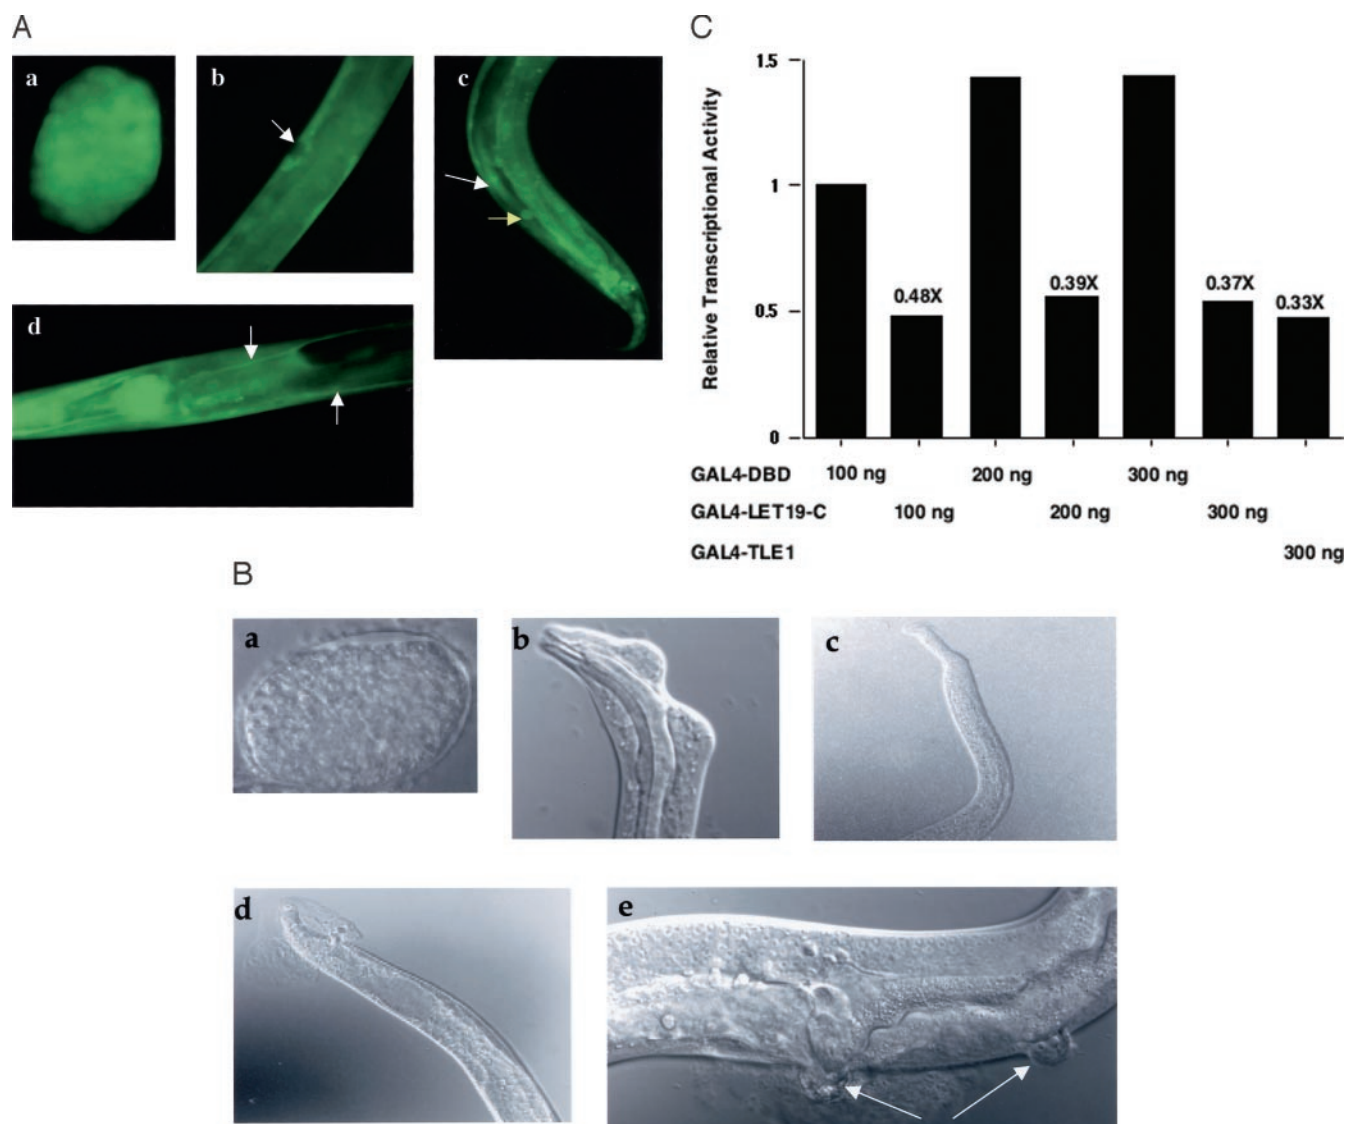 A
a
b
c
d
C
Relative Transcriptional Activity
1.5
1
0.5
0
0.48X
0.39X
0.37X
0.33X
GAL4-DBD 100 ng 200 ng 300 ng
GAL4-LET19-C 100 ng 200 ng 300 ng
GAL4-TLE1 300 ng
B
a
b
c
d
e